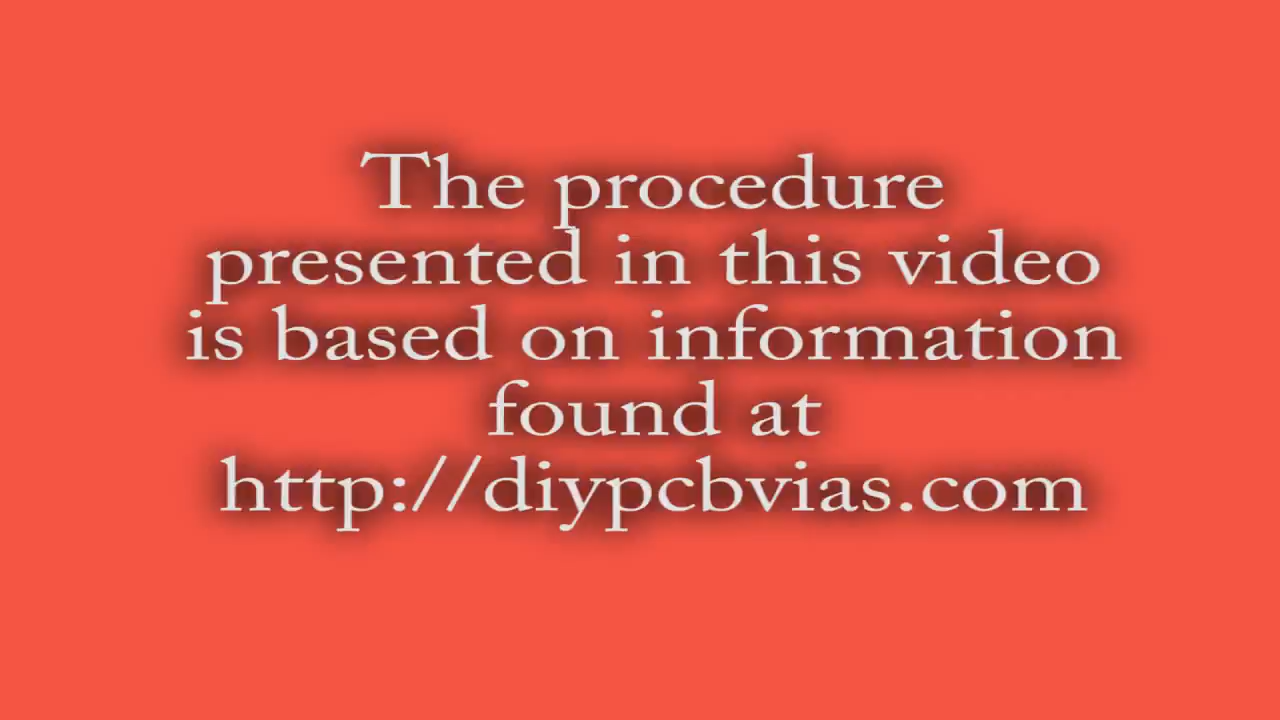 The procedure
presented in this video
is based on information
found at
http://diypcbvias.com